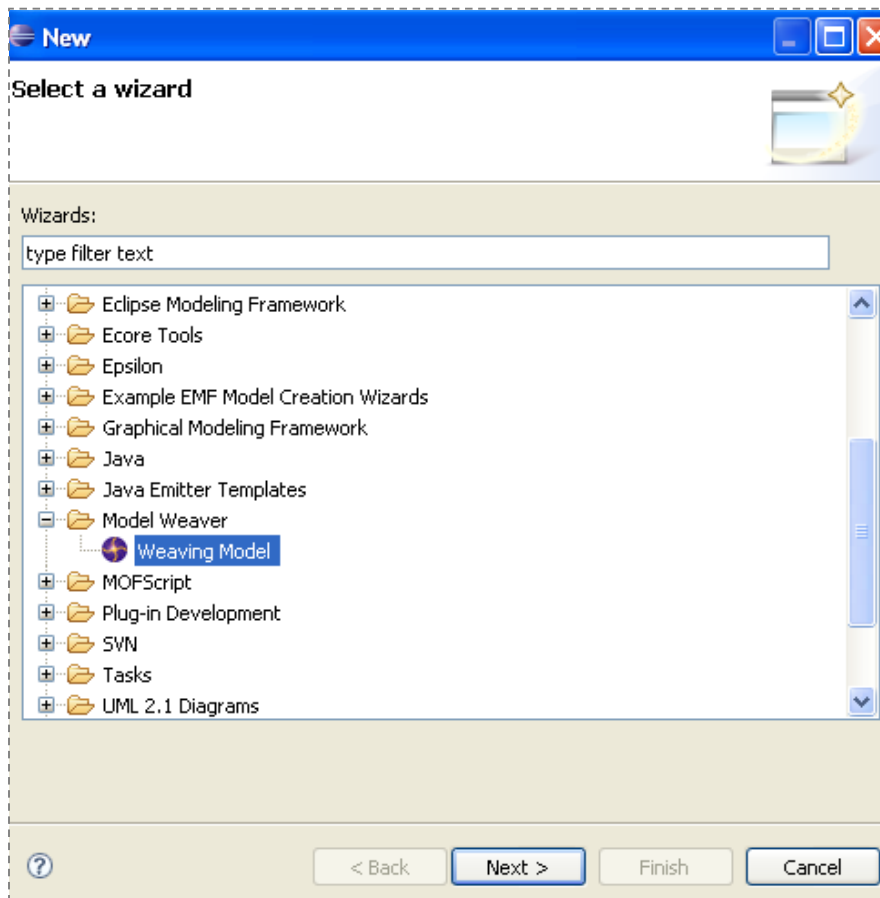 New
Select a wizard
Wizards:
type filter text
Eclipse Modeling Framework
Ecore Tools
Epsilon
Example EMF Model Creation Wizards
Graphical Modeling Framework
Java
Java Emitter Templates
Model Weaver
Weaving Model
MOFScript
Plug-in Development
SVN
Tasks
UML 2.1 Diagrams
? < Back Next > Finish Cancel